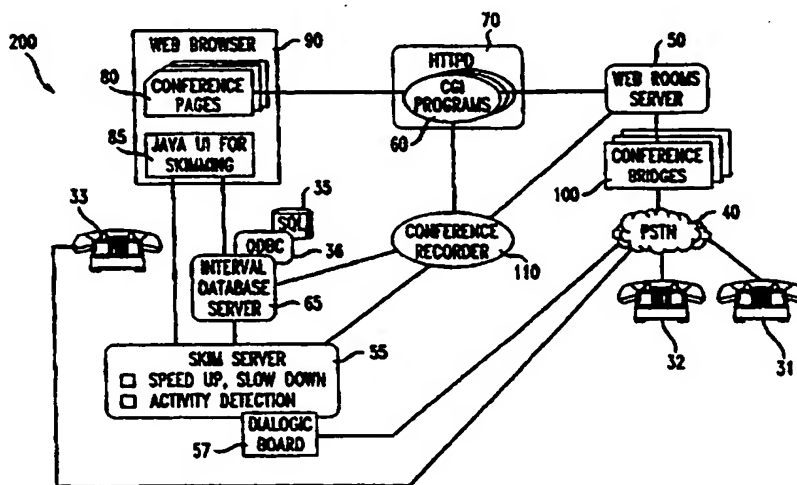 200
WEB BROWSER
90
80
CONFERENCE
PAGES
85
JAVA UI FOR
SKIMMING
70
HTTPD
CGI
PROGRAMS
60
50
WEB ROOMS
SERVER
CONFERENCE
BRIDGES
100
40
PSTN
33
35
SQL
ODBC
36
INTERVAL
DATABASE
SERVER
65
CONFERENCE
RECORDER
110
32
31
SKIM SERVER
55
SPEED UP, SLOW DOWN
ACTIVITY DETECTION
DIALOGIC
BOARD
57